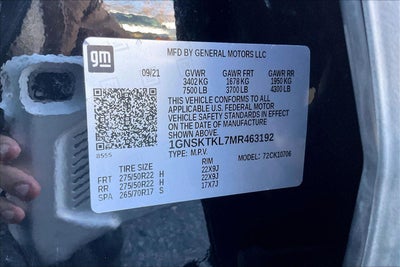 gm
MFD BY GENERAL MOTORS LLC
09/21 GVWR GAWR FRT GAWR RR
3402 KG 1678 KG 1950 KG
7500 LB 3700 LB 4300 LB
THIS VEHICLE CONFORMS TO ALL
APPLICABLE U.S. FEDERAL MOTOR
VEHICLE SAFETY STANDARDS IN EFFECT
ON THE DATE OF MANUFACTURE
SHOWN ABOVE.
1GNSKTKL7MR463192
8555 TYPE: M.P.V. MODEL: 72CK10706
TIRE SIZE RIM
FRT 275/50R22 H 22X9J
RR 275/50R22 H 22X9J
SPA 265/70R17 S 17X7J